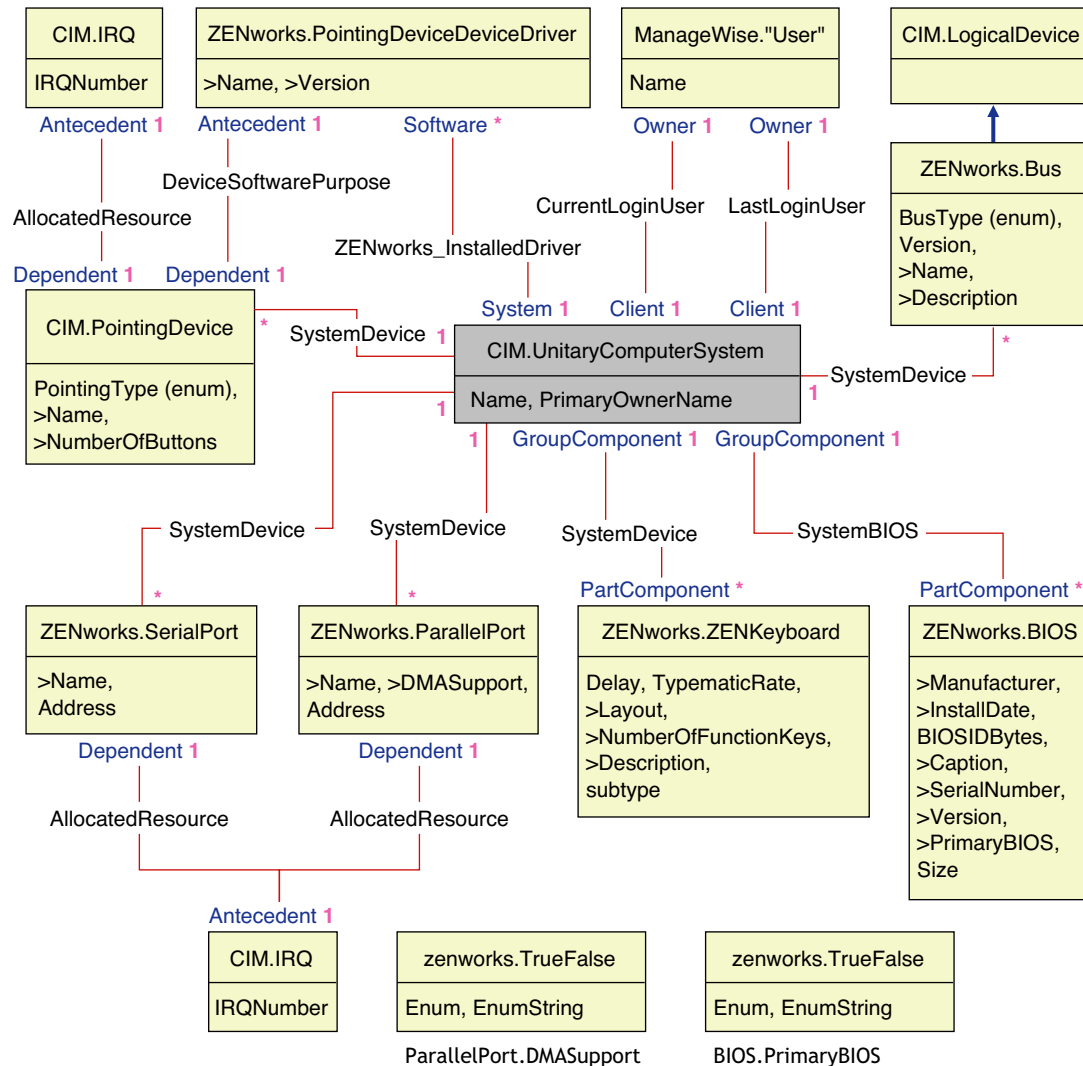 CIM.IRQ
IRQNumber
ZENworks.PointingDeviceDeviceDriver
>Name, >Version
ManageWise."User"
Name
CIM.LogicalDevice
Antecedent 1
Antecedent 1
Software *
Owner 1
Owner 1
AllocatedResource
DeviceSoftwarePurpose
ZENworks_InstalledDriver
CurrentLoginUser
LastLoginUser
ZENworks.Bus
BusType (enum),
Version,
>Name,
>Description
*
Dependent 1
Dependent 1
System 1
Client 1
Client 1
CIM.PointingDevice
PointingType (enum),
>Name,
>NumberOfButtons
*
SystemDevice
1
CIM.UnitaryComputerSystem
Name, PrimaryOwnerName
SystemDevice
1
1
1
GroupComponent 1
GroupComponent 1
SystemDevice
SystemDevice
SystemDevice
SystemBIOS
*
*
PartComponent *
PartComponent *
ZENworks.SerialPort
>Name,
Address
ZENworks.ParallelPort
>Name, >DMASupport,
Address
ZENworks.ZENKeyboard
Delay, TypematicRate,
>Layout,
>NumberOfFunctionKeys,
>Description,
subtype
ZENworks.BIOS
>Manufacturer,
>InstallDate,
BIOSIDBytes,
>Caption,
>SerialNumber,
>Version,
>PrimaryBIOS,
Size
Dependent 1
Dependent 1
AllocatedResource
AllocatedResource
Antecedent 1
CIM.IRQ
IRQNumber
zenworks.TrueFalse
Enum, EnumString
ParallelPort.DMASupport
zenworks.TrueFalse
Enum, EnumString
BIOS.PrimaryBIOS